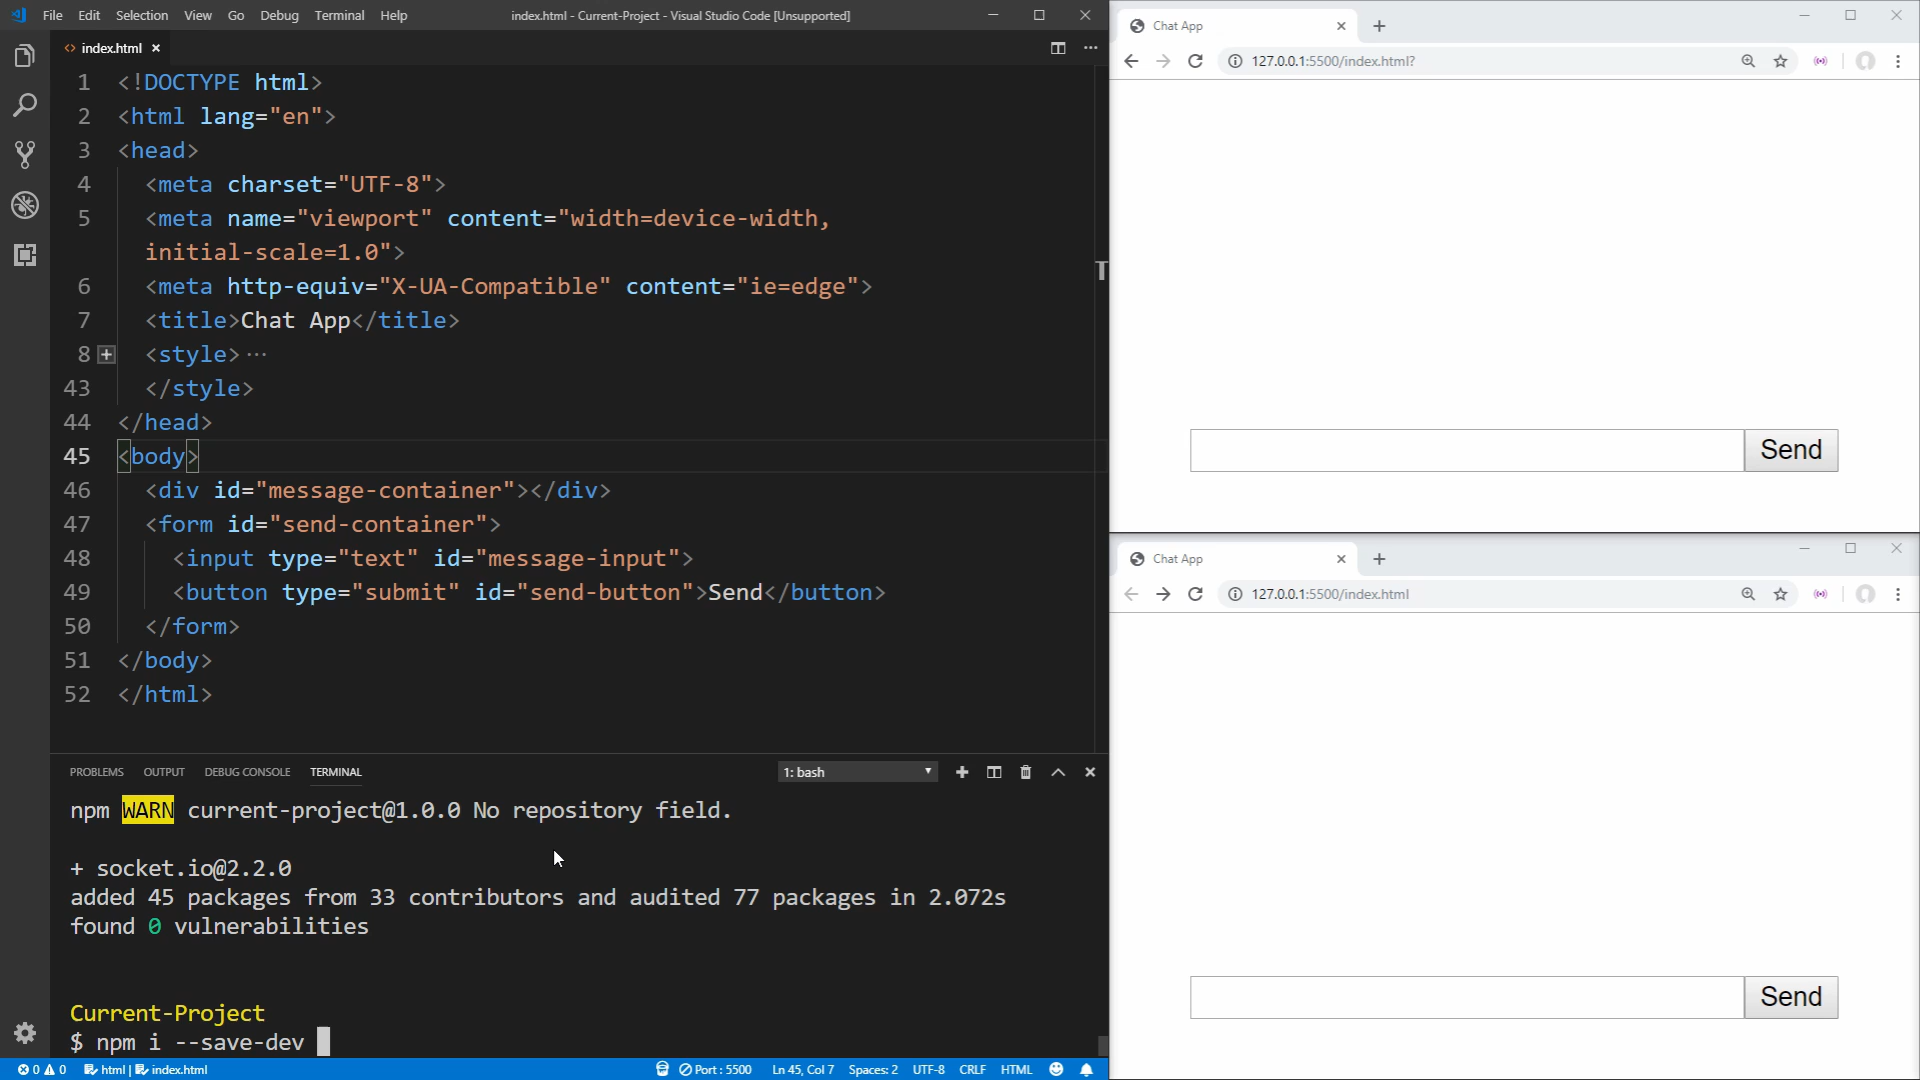 File Edit Selection View Go Debug Terminal Help index.html - Current-Project - Visual Studio Code [Unsupported]
index.html
1 <!DOCTYPE html>
2 <html lang="en">
3 <head>
4 <meta charset="UTF-8">
5 <meta name="viewport" content="width=device-width,
initial-scale=1.0">
6 <meta http-equiv="X-UA-Compatible" content="ie=edge">
7 <title>Chat App</title>
8 <style>···
43 </style>
44 </head>
45 <body>
46 <div id="message-container"></div>
47 <form id="send-container">
48 <input type="text" id="message-input">
49 <button type="submit" id="send-button">Send</button>
50 </form>
51 </body>
52 </html>
PROBLEMS OUTPUT DEBUG CONSOLE TERMINAL 1: bash
npm WARN current-project@1.0.0 No repository field.
+ socket.io@2.2.0
added 45 packages from 33 contributors and audited 77 packages in 2.072s
found 0 vulnerabilities
Current-Project
$ npm i --save-dev
0 0 html | index.html Port : 5500 Ln 45, Col 7 Spaces: 2 UTF-8 CRLF HTML
Chat App
127.0.0.1:5500/index.html?
Send
Chat App
127.0.0.1:5500/index.html
Send